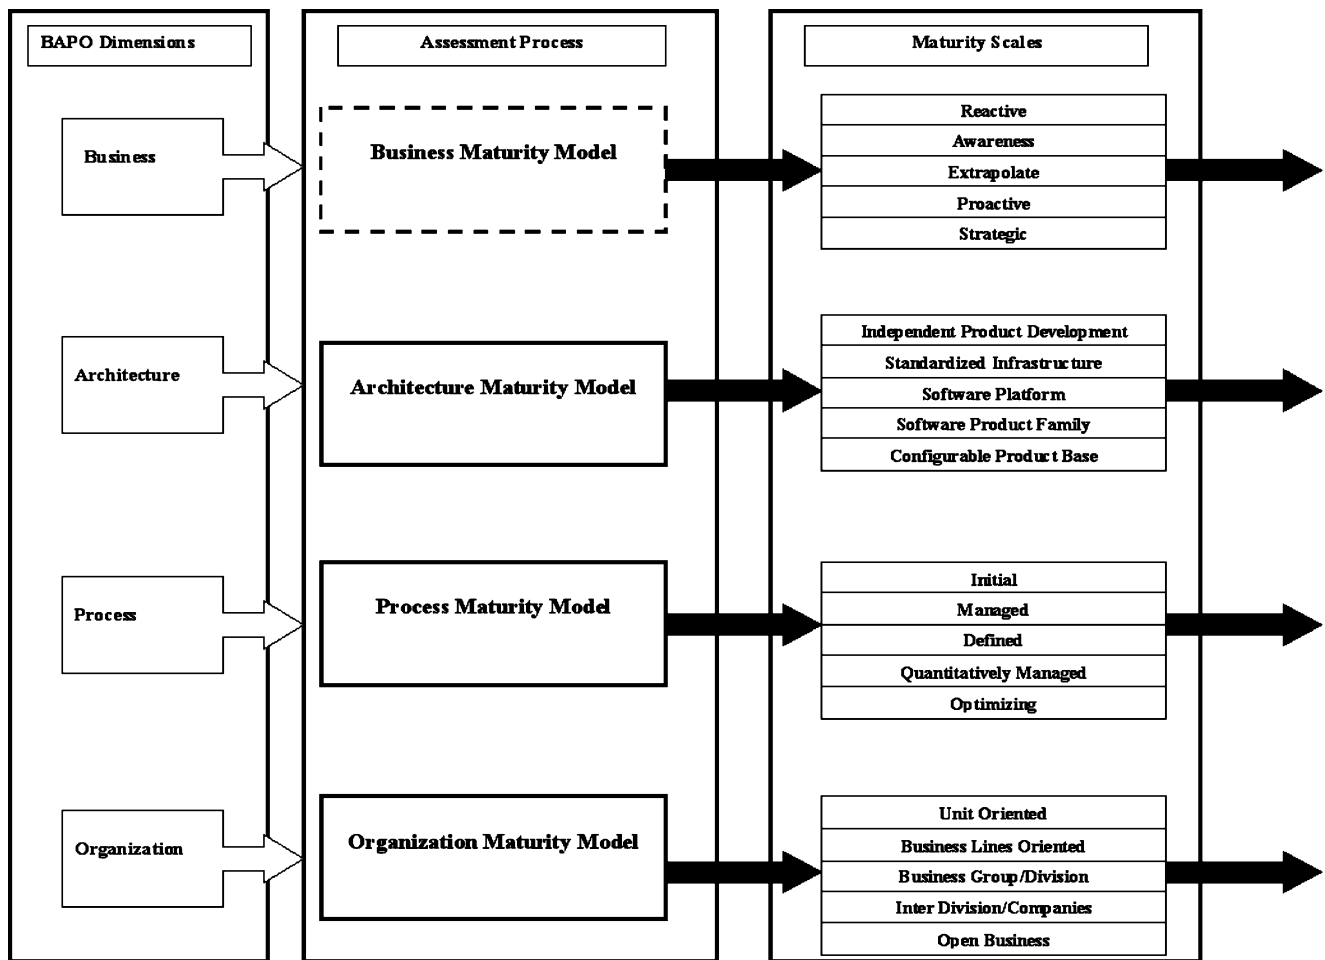 BAPO Dimensions
Assessment Process
Maturity Scales
Business
Business Maturity Model
Reactive
Awareness
Extrapolate
Proactive
Strategic
Architecture
Architecture Maturity Model
Independent Product Development
Standardized Infrastructure
Software Platform
Software Product Family
Configurable Product Base
Process
Process Maturity Model
Initial
Managed
Defined
Quantitatively Managed
Optimizing
Organization
Organization Maturity Model
Unit Oriented
Business Lines Oriented
Business Group/Division
Inter Division/Companies
Open Business